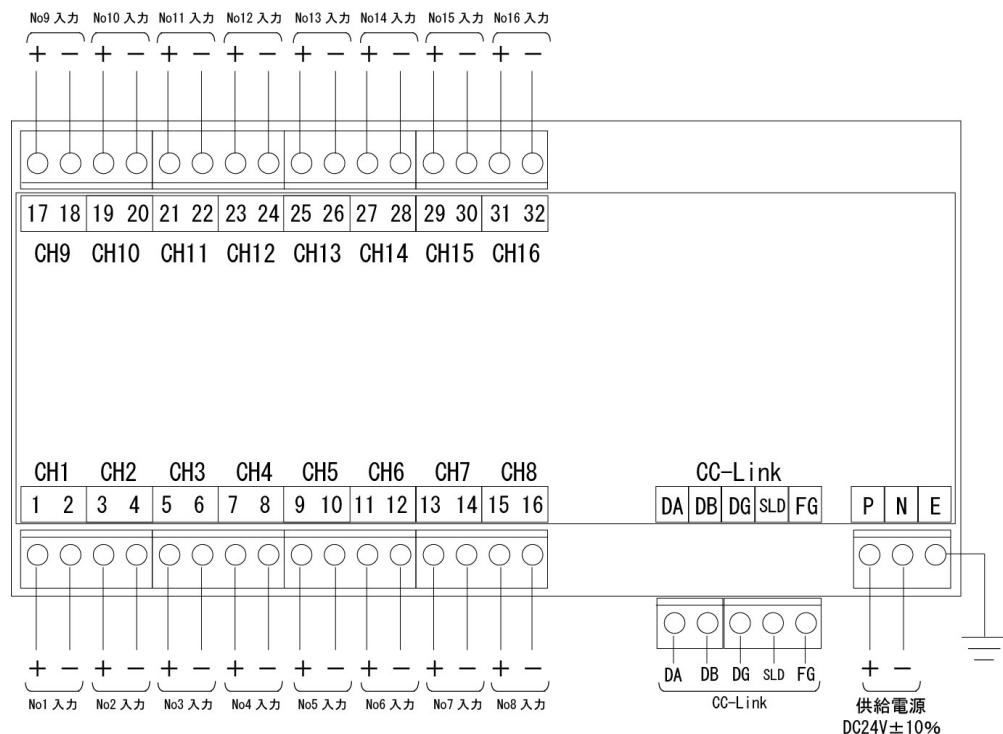 No9 入力 No10 入力 No11 入力 No12 入力 No13 入力 No14 入力 No15 入力 No16 入力
+ − + − + − + − + − + − + − + −
17 18 19 20 21 22 23 24 25 26 27 28 29 30 31 32
CH9 CH10 CH11 CH12 CH13 CH14 CH15 CH16
CH1 CH2 CH3 CH4 CH5 CH6 CH7 CH8 CC-Link
1 2 3 4 5 6 7 8 9 10 11 12 13 14 15 16 DA DB DG SLD FG P N E
+ − + − + − + − + − + − + − + − DA DB DG SLD FG + −
No1 入力 No2 入力 No3 入力 No4 入力 No5 入力 No6 入力 No7 入力 No8 入力 CC-Link 供給電源
DC24V±10%